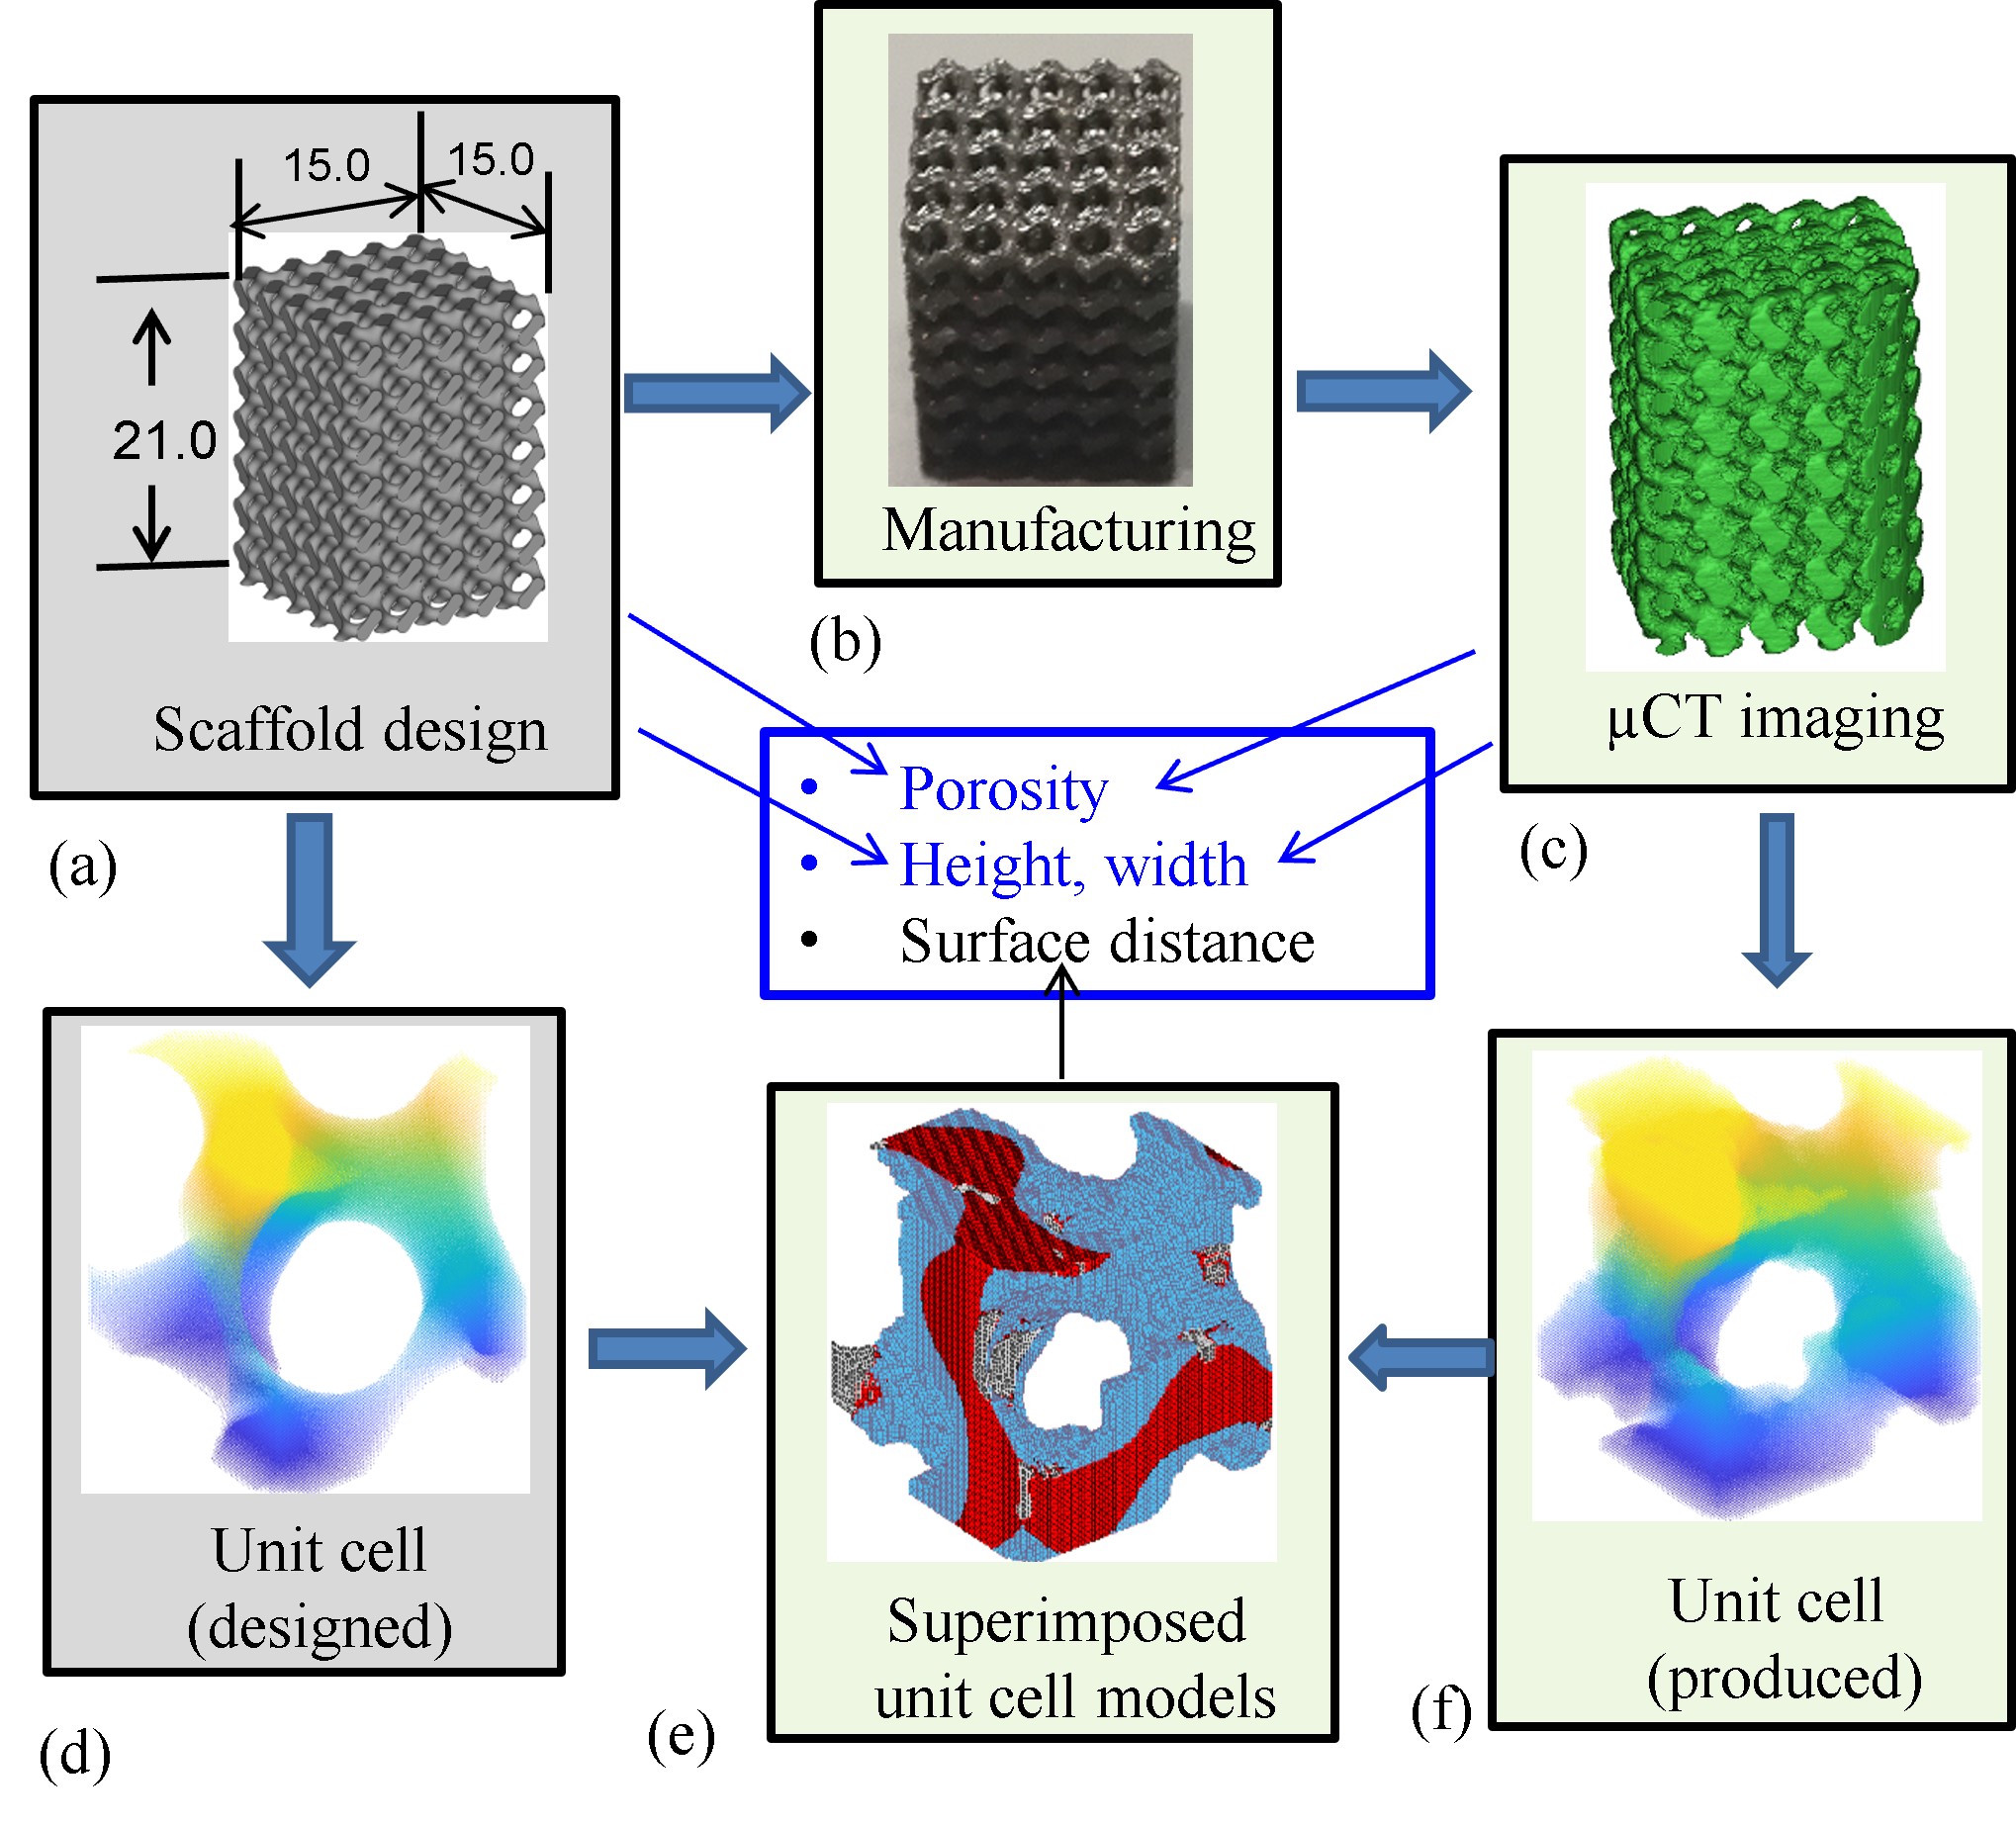 15.0
15.0
21.0
Scaffold design
(a)
Manufacturing
(b)
µCT imaging
(c)
• Porosity
• Height, width
• Surface distance
Unit cell
(designed)
(d)
Superimposed
unit cell models
(e)
Unit cell
(produced)
(f)